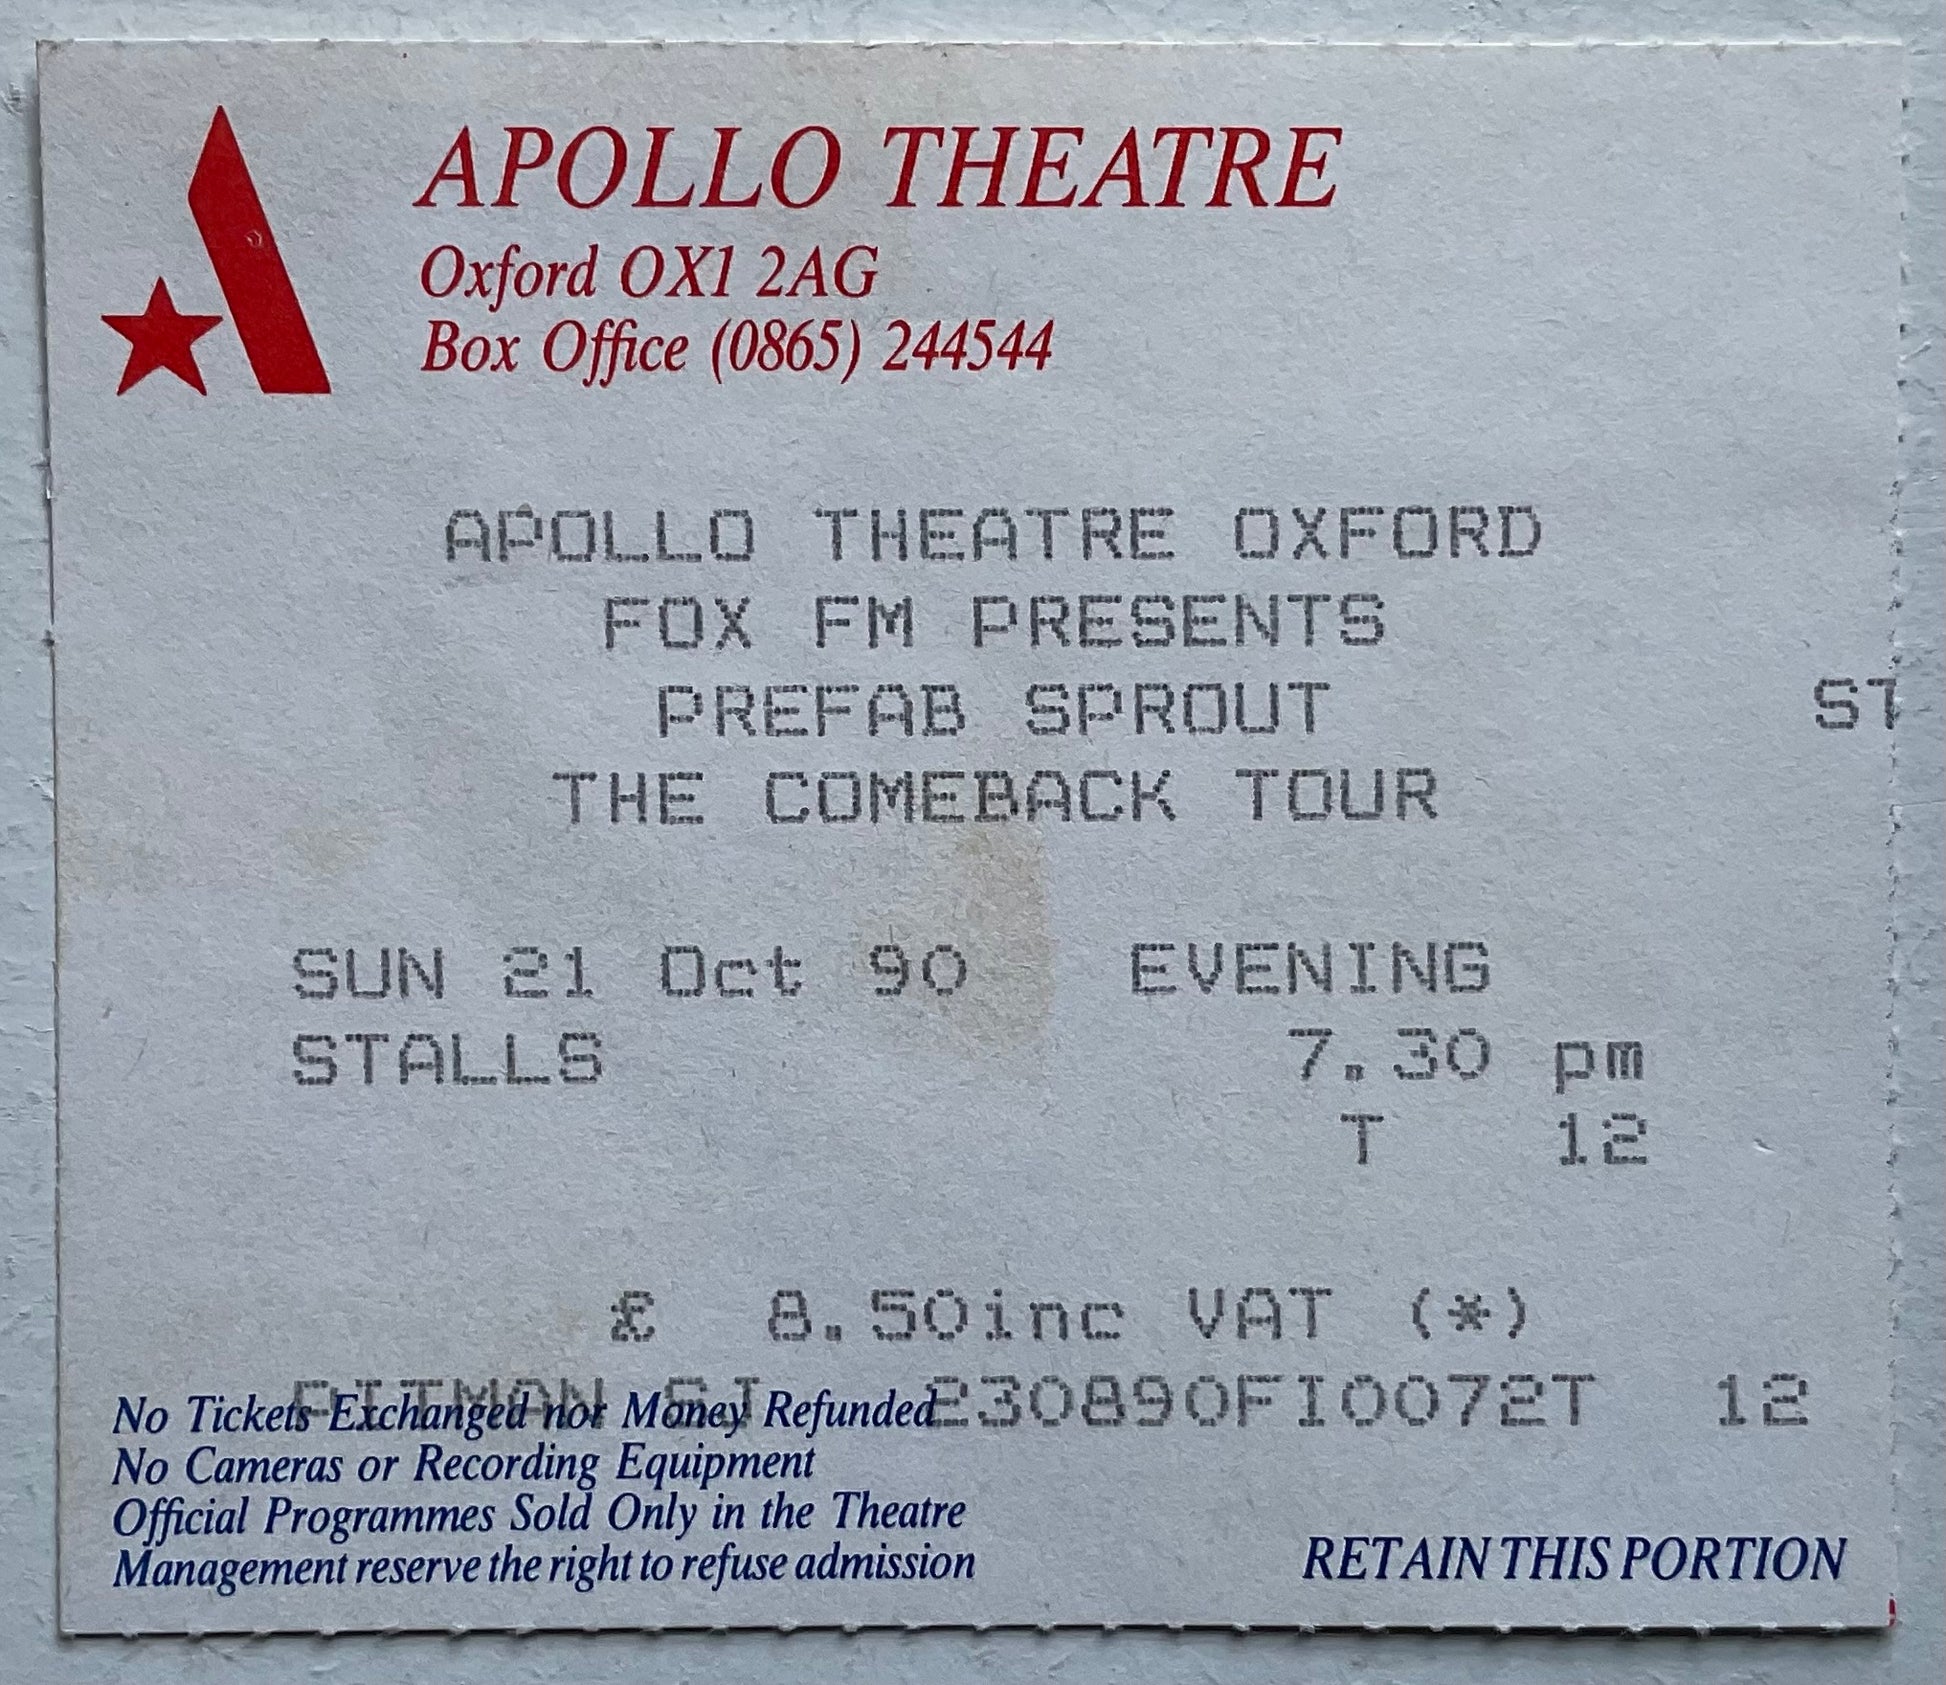 APOLLO THEATRE
Oxford OX1 2AG
Box Office (0865) 244544
APOLLO THEATRE OXFORD
FOX FM PRESENTS
PREFAB SPROUT ST
THE COMEBACK TOUR
SUN 21 Oct 90 EVENING
STALLS 7.30 pm
T 12
£ 8.50inc VAT (*)
PITMAN 230890FI0072T 12
No Tickets Exchanged nor Money Refunded
No Cameras or Recording Equipment
Official Programmes Sold Only in the Theatre
Management reserve the right to refuse admission
RETAIN THIS PORTION